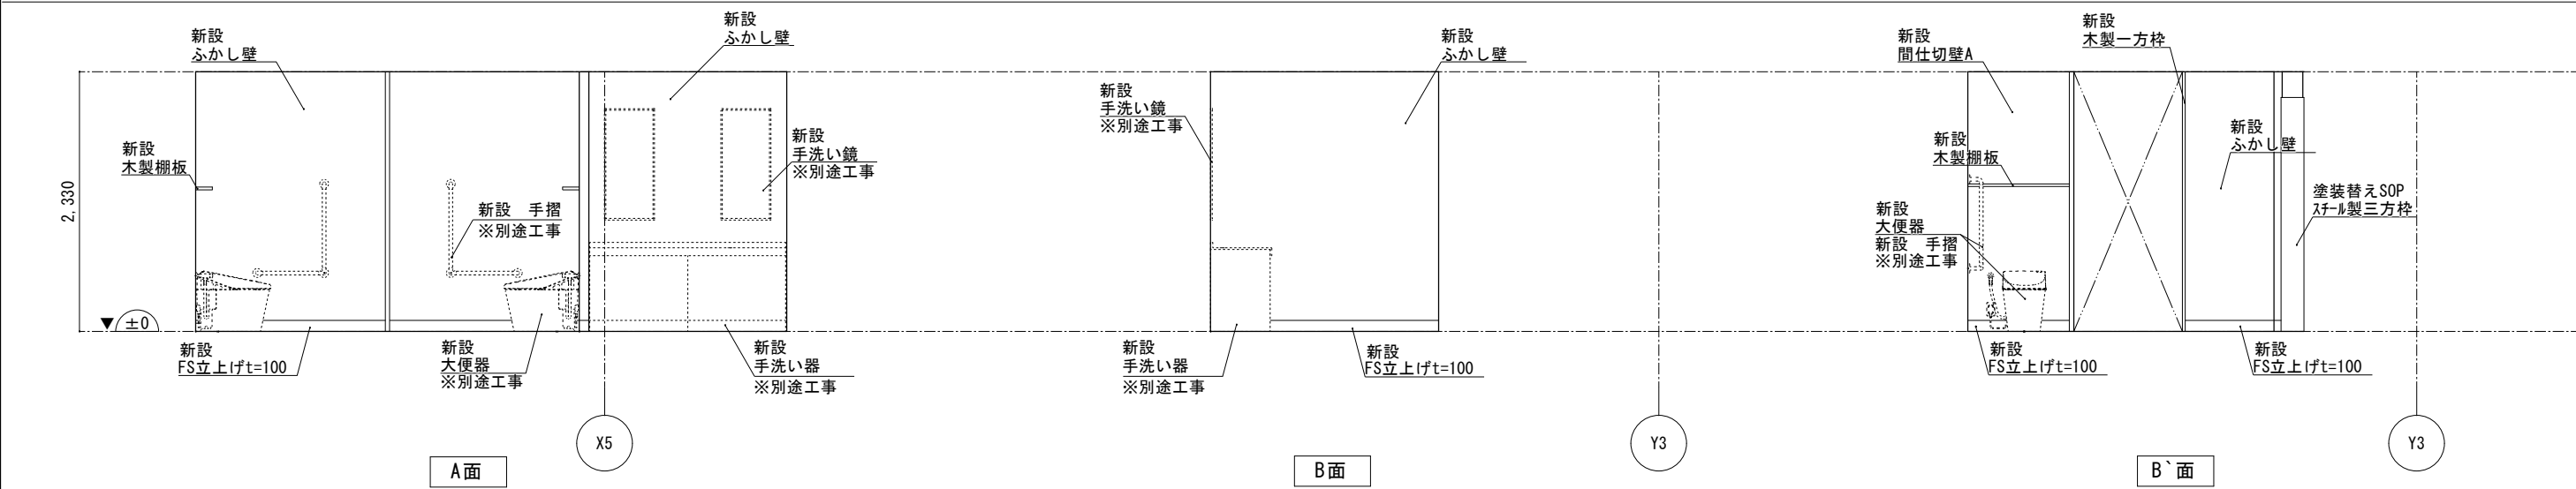 新設
ふかし壁
新設
ふかし壁
新設
木製棚板
新設 手摺
※別途工事
新設
手洗い鏡
※別途工事
2,330
±0
新設
FS立上げt=100
新設
大便器
※別途工事
新設
手洗い器
※別途工事
X5
A面
新設
ふかし壁
新設
手洗い鏡
※別途工事
新設
手洗い器
※別途工事
新設
FS立上げt=100
Y3
B面
新設
間仕切壁A
新設
木製一方枠
新設
木製棚板
新設
ふかし壁
塗装替えSOP
ｽﾁｰﾙ製三方枠
新設
大便器
新設 手摺
※別途工事
新設
FS立上げt=100
新設
FS立上げt=100
Y3
B`面